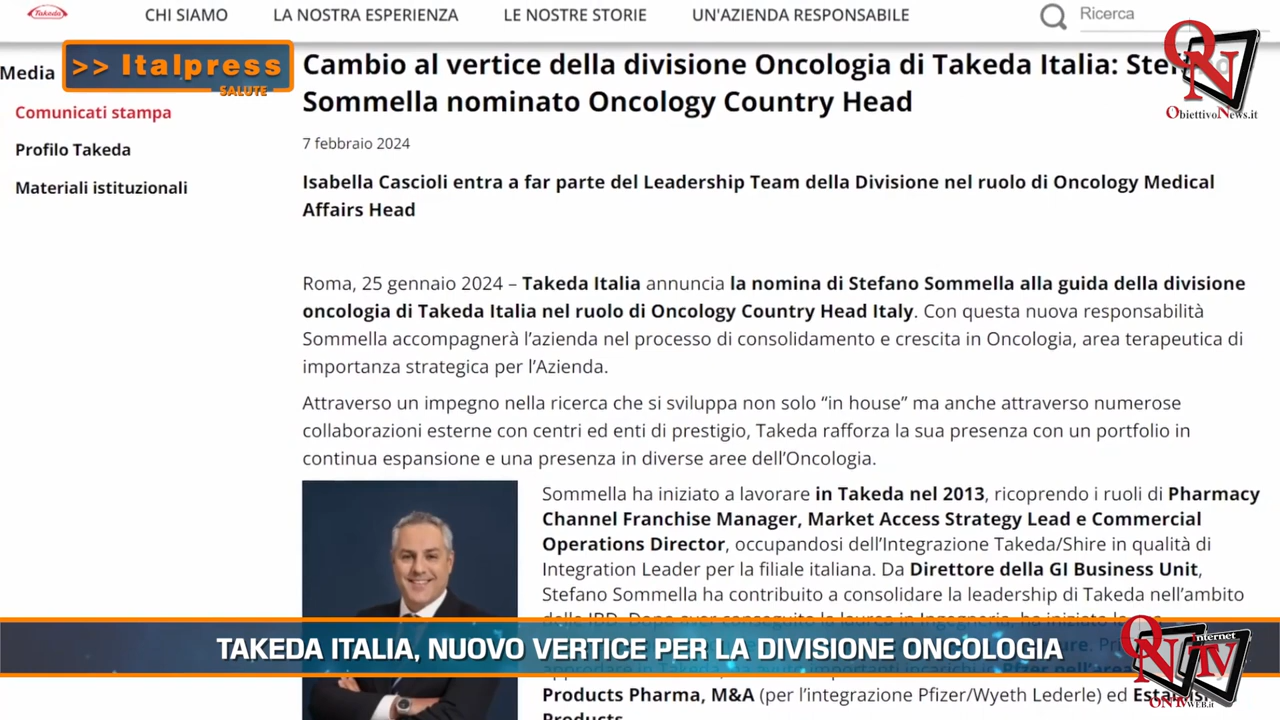 Takeda
CHI SIAMO
LA NOSTRA ESPERIENZA
LE NOSTRE STORIE
UN'AZIENDA RESPONSABILE
Ricerca
Media
>> Italpress
SALUTE
Comunicati stampa
Profilo Takeda
Materiali istituzionali
ON
ObiettivoNews.it
Cambio al vertice della divisione Oncologia di Takeda Italia:
Sommella nominato Oncology Country Head
7 febbraio 2024
Isabella Cascioli entra a far parte del Leadership Team della Divisione nel ruolo di Oncology Medical
Affairs Head
Roma, 25 gennaio 2024 – Takeda Italia annuncia la nomina di Stefano Sommella alla guida della divisione
oncologia di Takeda Italia nel ruolo di Oncology Country Head Italy. Con questa nuova responsabilità
Sommella accompagnerà l’azienda nel processo di consolidamento e crescita in Oncologia, area terapeutica di
importanza strategica per l’Azienda.
Attraverso un impegno nella ricerca che si sviluppa non solo “in house” ma anche attraverso numerose
collaborazioni esterne con centri ed enti di prestigio, Takeda rafforza la sua presenza con un portfolio in
continua espansione e una presenza in diverse aree dell’Oncologia.
Sommella ha iniziato a lavorare in Takeda nel 2013, ricoprendo i ruoli di Pharmacy
Channel Franchise Manager, Market Access Strategy Lead e Commercial
Operations Director, occupandosi dell’Integrazione Takeda/Shire in qualità di
Integration Leader per la filiale italiana. Da Direttore della GI Business Unit,
Stefano Sommella ha contribuito a consolidare la leadership di Takeda nell’ambito
TAKEDA ITALIA, NUOVO VERTICE PER LA DIVISIONE ONCOLOGIA
Products Pharma, M&A (per l’integrazione Pfizer/Wyeth Lederle) ed
Products
internet
ON TV
ONTVWEB.it